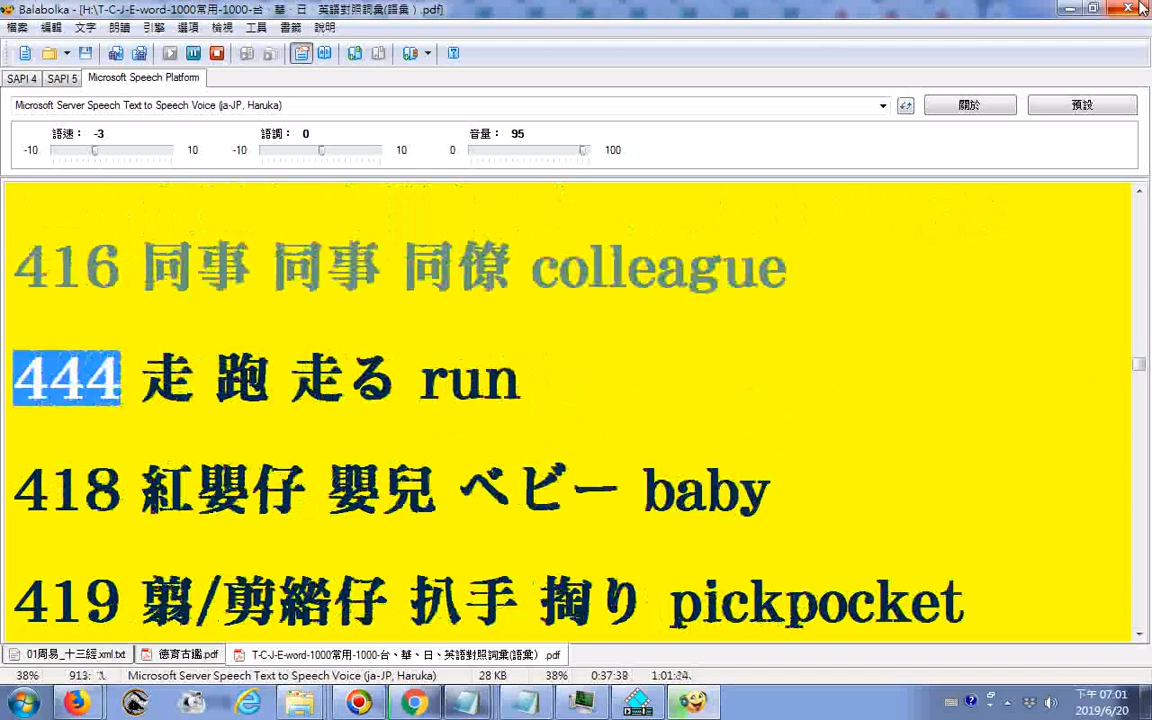 Balabolka - [H:\T-C-J-E-word-1000常用-1000-台、華、日、英語對照詞彙(語彙).pdf]
檔案 編輯 文字 朗讀 引擎 選項 檢視 工具 書籤 說明
SAPI 4 SAPI 5 Microsoft Speech Platform
Microsoft Server Speech Text to Speech Voice (ja-JP, Haruka) 關於 預設
語速： -3 語調： 0 音量： 95
-10 10 -10 10 0 100
416 同事 同事 同僚 colleague
444 走 跑 走る run
418 紅嬰仔 嬰兒 ベビー baby
419 翦/剪綹仔 扒手 掏り pickpocket
01周易_十三經.xml.txt 德育古鑑.pdf T-C-J-E-word-1000常用-1000-台、華、日、英語對照詞彙(語彙) .pdf
38% Microsoft Server Speech Text to Speech Voice (ja-JP, Haruka) 28 KB 38% 0:37:38
下午 07:01
2019/6/20